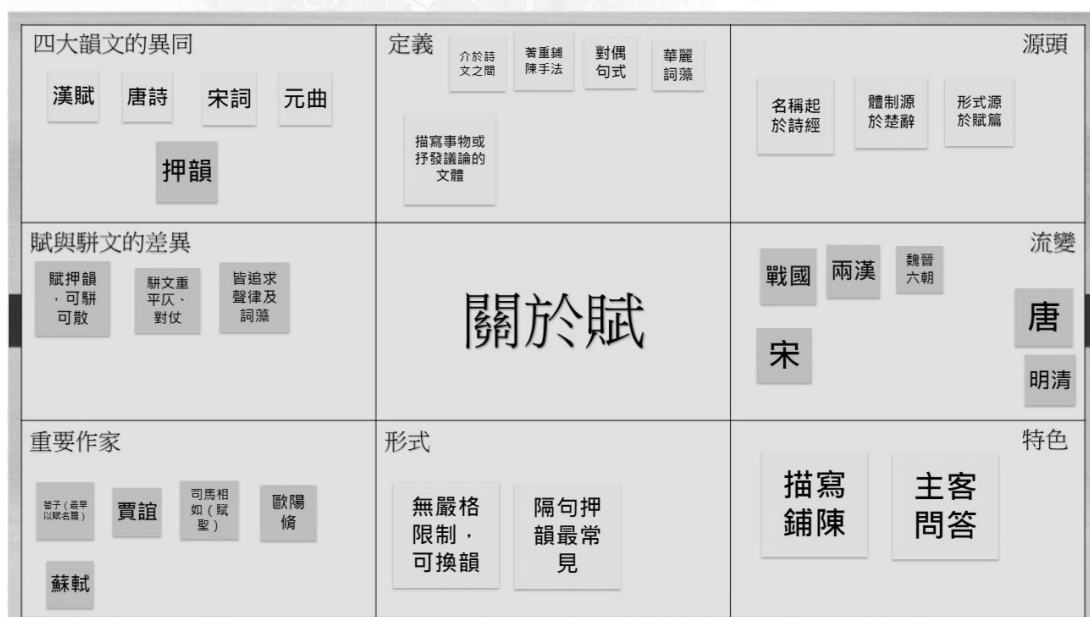 四大韻文的異同
漢賦
唐詩
宋詞
元曲
押韻
定義
介於詩
文之間
著重鋪
陳手法
對偶
句式
華麗
詞藻
描寫事物或
抒發議論的
文體
源頭
名稱起
於詩經
體制源
於楚辭
形式源
於賦篇
賦與駢文的差異
賦押韻
，可駢
可散
駢文重
平仄、
對仗
皆追求
聲律及
詞藻
關於賦
流變
戰國
兩漢
魏晉
六朝
唐
宋
明清
重要作家
荀子（最早
以賦名篇）
賈誼
司馬相
如（賦
聖）
歐陽
脩
蘇軾
形式
無嚴格
限制，
可換韻
隔句押
韻最常
見
特色
描寫
鋪陳
主客
問答